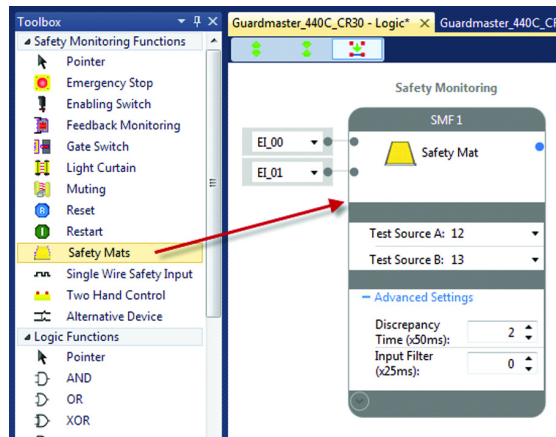 Toolbox
Safety Monitoring Functions
Pointer
Emergency Stop
Enabling Switch
Feedback Monitoring
Gate Switch
Light Curtain
Muting
Reset
Restart
Safety Mats
Single Wire Safety Input
Two Hand Control
Alternative Device
Logic Functions
Pointer
AND
OR
XOR
Guardmaster_440C_CR30 - Logic*
Guardmaster_440C_CF
Safety Monitoring
SMF 1
EI_00
EI_01
Safety Mat
Test Source A: 12
Test Source B: 13
Advanced Settings
Discrepancy
Time (x50ms):
2
Input Filter
(x25ms):
0